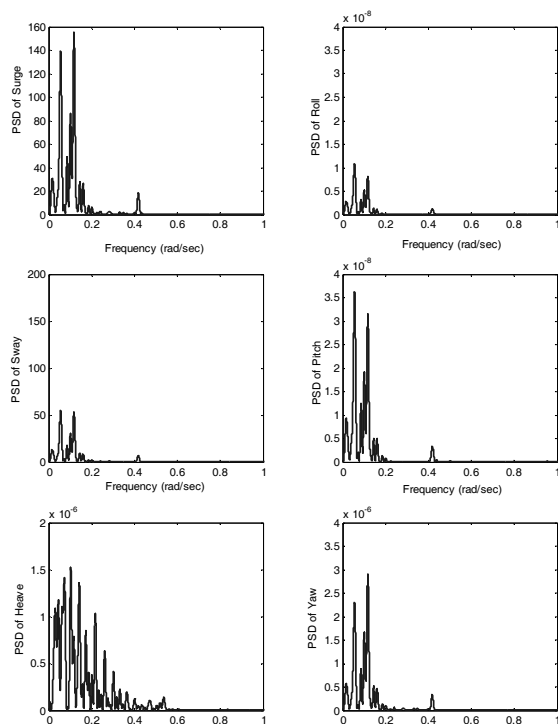 PSD of Surge
160
140
120
100
80
60
40
20
0
0 0.2 0.4 0.6 0.8 1
Frequency (rad/sec)
x 10⁻⁸
PSD of Roll
4
3.5
3
2.5
2
1.5
1
0.5
0
0 0.2 0.4 0.6 0.8 1
Frequency (rad/sec)
PSD of Sway
200
150
100
50
0
0 0.2 0.4 0.6 0.8 1
Frequency (rad/sec)
x 10⁻⁸
PSD of Pitch
4
3.5
3
2.5
2
1.5
1
0.5
0
0 0.2 0.4 0.6 0.8 1
Frequency (rad/sec)
x 10⁻⁶
PSD of Heave
2
1.5
1
0.5
0
0 0.2 0.4 0.6 0.8 1
x 10⁻⁶
PSD of Yaw
4
3.5
3
2.5
2
1.5
1
0.5
0
0 0.2 0.4 0.6 0.8 1